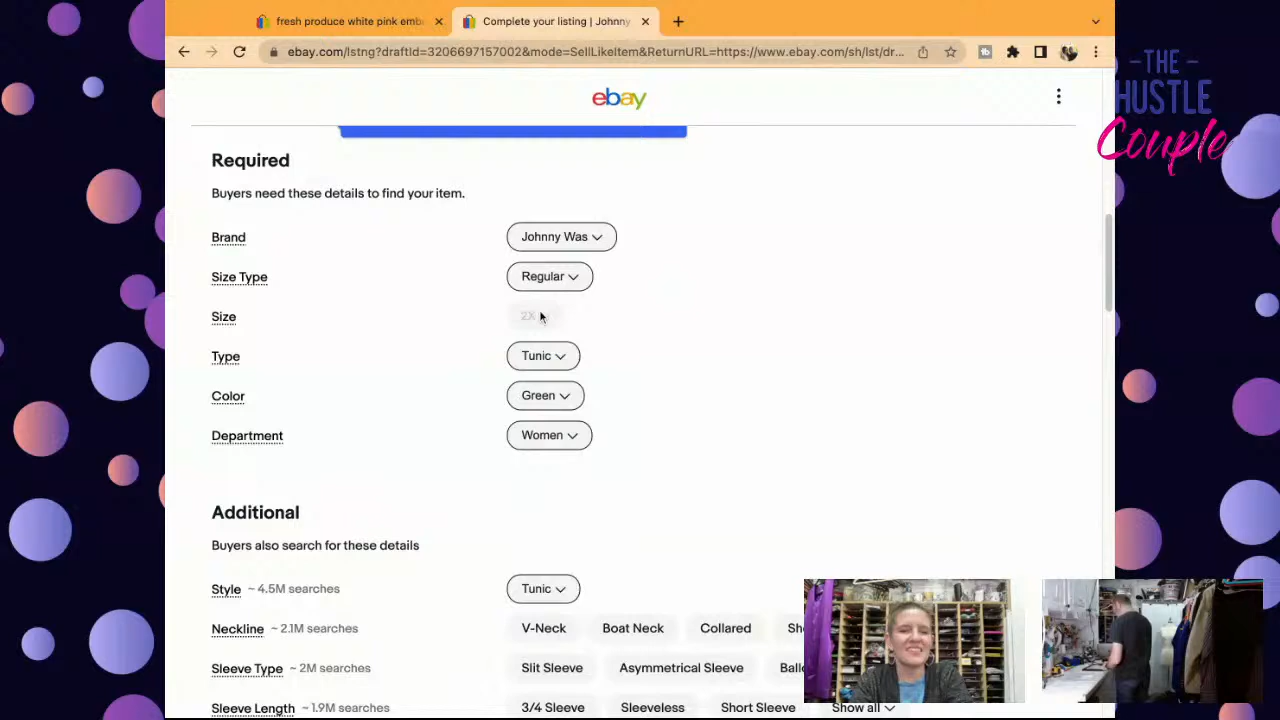 fresh produce white pink emb
Complete your listing | Johnny
ebay.com/lstng?draftId=3206697157002&mode=SellLikeItem&ReturnURL=https://www.ebay.com/sh/lst/dr...
ebay
-THE-
HUSTLE
Couple
Required
Buyers need these details to find your item.
Brand Johnny Was
Size Type Regular
Size 2X
Type Tunic
Color Green
Department Women
Additional
Buyers also search for these details
Style ~ 4.5M searches Tunic
Neckline ~ 2.1M searches V-Neck Boat Neck Collared
Sleeve Type ~ 2M searches Slit Sleeve Asymmetrical Sleeve
Sleeve Length ~ 1.9M searches 3/4 Sleeve Sleeveless Short Sleeve Show all